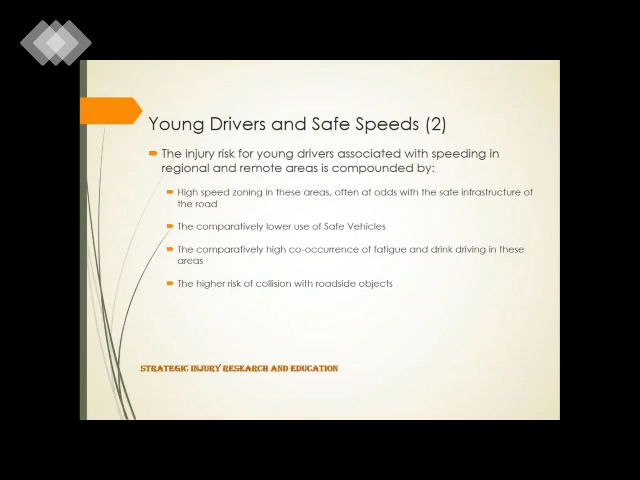 Young Drivers and Safe Speeds (2)
The injury risk for young drivers associated with speeding in
regional and remote areas is compounded by:
High speed zoning in these areas, often at odds with the safe infrastructure of
the road
The comparatively lower use of Safe Vehicles
The comparatively high co-occurrence of fatigue and drink driving in these
areas
The higher risk of collision with roadside objects
STRATEGIC INJURY RESEARCH AND EDUCATION